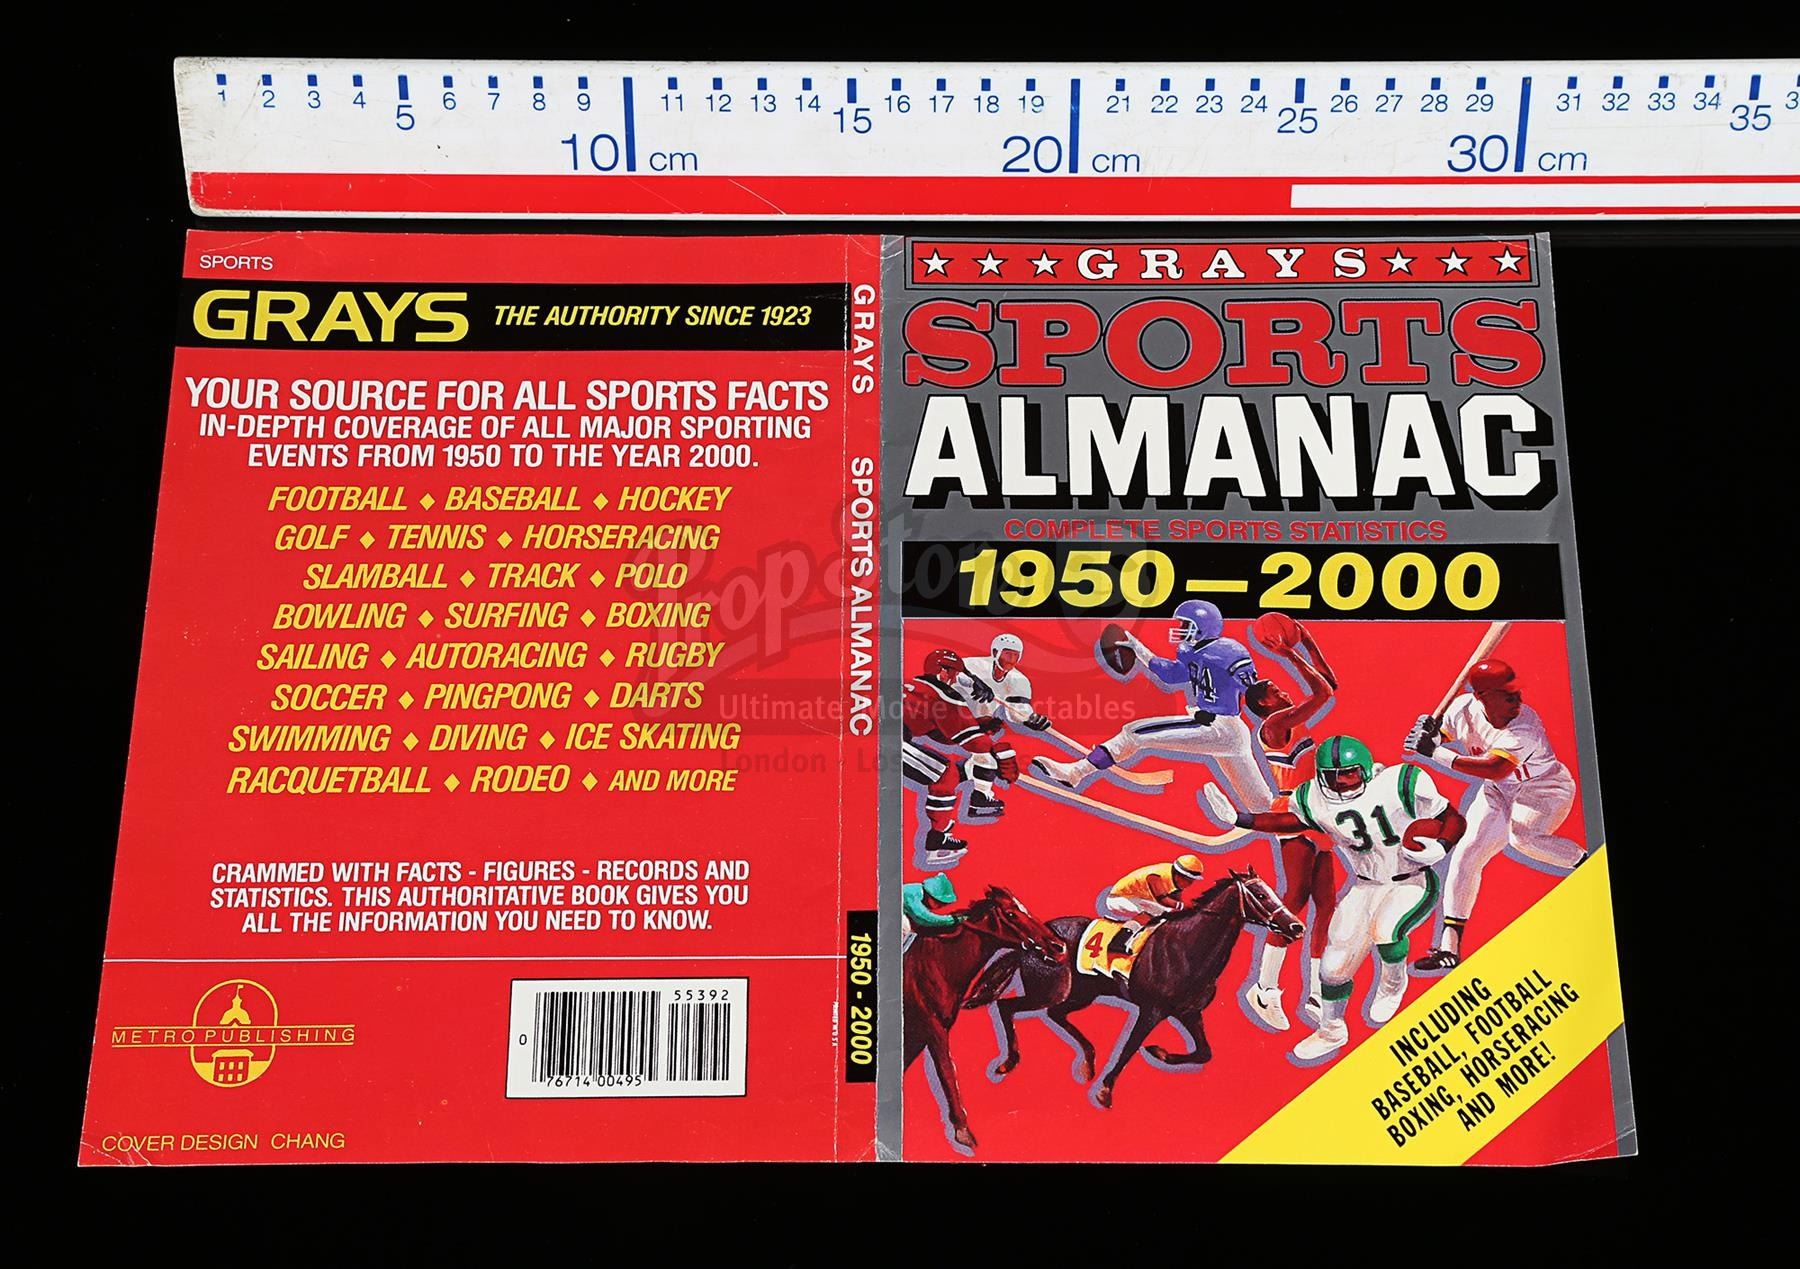 1 2 3 4 5 6 7 8 9 10 cm 11 12 13 14 15 16 17 18 19 20 cm 21 22 23 24 25 26 27 28 29 30 cm 31 32 33 34 35
SPORTS
GRAYS THE AUTHORITY SINCE 1923
YOUR SOURCE FOR ALL SPORTS FACTS
IN-DEPTH COVERAGE OF ALL MAJOR SPORTING
EVENTS FROM 1950 TO THE YEAR 2000.
FOOTBALL ◆ BASEBALL ◆ HOCKEY
GOLF ◆ TENNIS ◆ HORSERACING
SLAMBALL ◆ TRACK ◆ POLO
BOWLING ◆ SURFING ◆ BOXING
SAILING ◆ AUTORACING ◆ RUGBY
SOCCER ◆ PINGPONG ◆ DARTS
SWIMMING ◆ DIVING ◆ ICE SKATING
RACQUETBALL ◆ RODEO ◆ AND MORE
CRAMMED WITH FACTS - FIGURES - RECORDS AND
STATISTICS. THIS AUTHORITATIVE BOOK GIVES YOU
ALL THE INFORMATION YOU NEED TO KNOW.
METRO PUBLISHING
55392
0
76714 00495
COVER DESIGN CHANG
PRINTED IN U.S.A.
GRAYS SPORTS ALMANAC 1950 - 2000
★ ★ ★ GRAYS ★ ★ ★
SPORTS
ALMANAC
COMPLETE SPORTS STATISTICS
1950–2000
84
31
4
INCLUDING
BASEBALL, FOOTBALL
BOXING, HORSERACING
AND MORE!
Prop Store
Ultimate Movie Collectables
London - Los